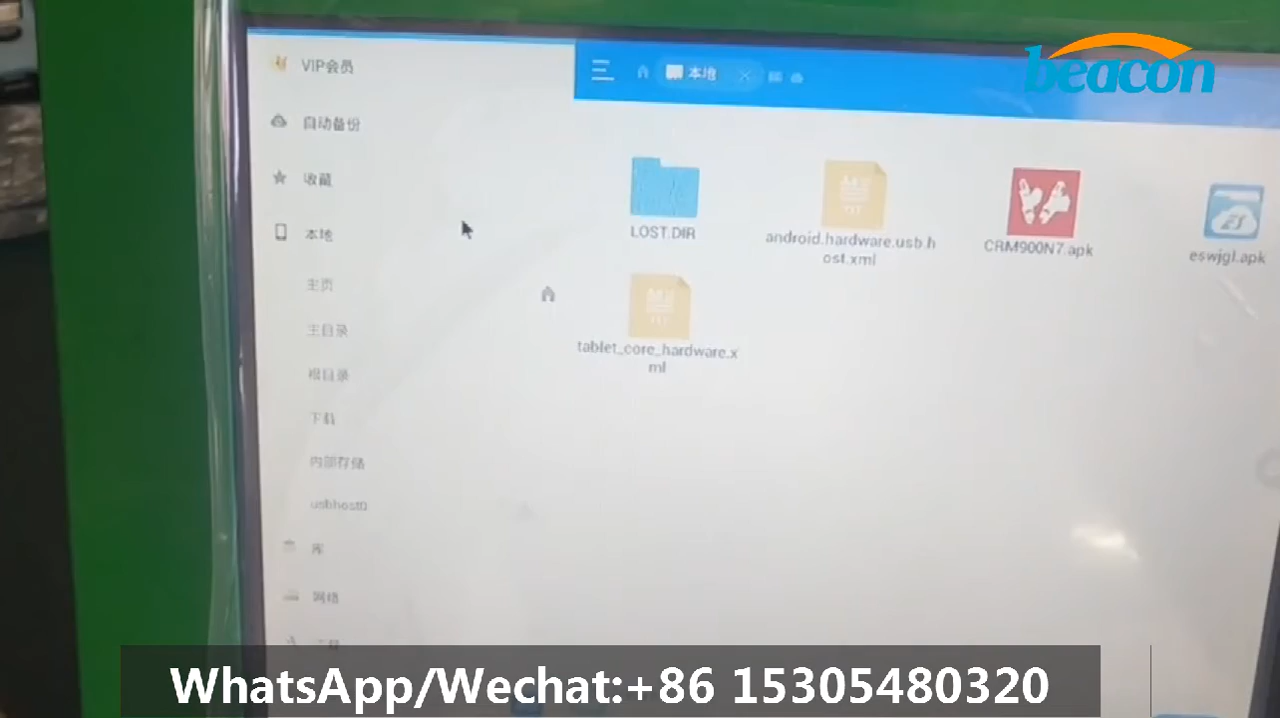 VIP会员
自动备份
收藏
本地
主页
主目录
根目录
下载
内部存储
usbhost0
库
网络
工具
本地
beacon
LOST.DIR
android.hardware.usb.h
ost.xml
CRM900N7.apk
eswjgl.apk
tablet_core_hardware.x
ml
WhatsApp/Wechat:+86 15305480320